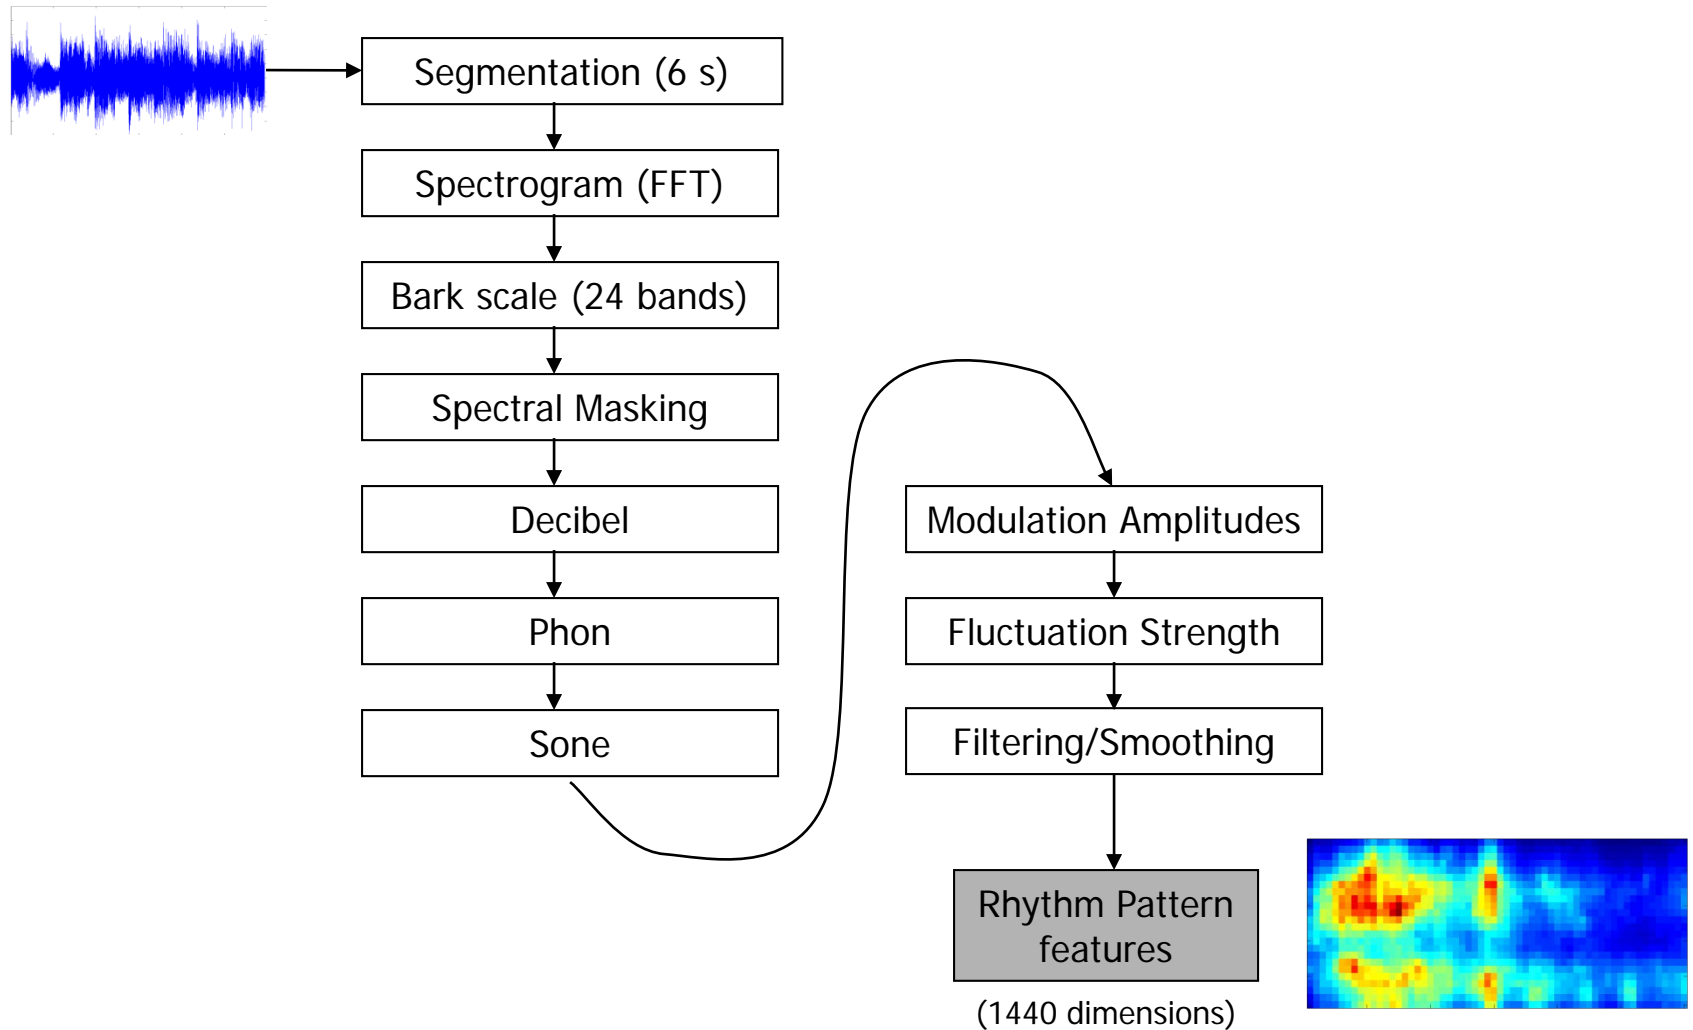 Segmentation (6 s)
Spectrogram (FFT)
Bark scale (24 bands)
Spectral Masking
Decibel
Phon
Sone
Modulation Amplitudes
Fluctuation Strength
Filtering/Smoothing
Rhythm Pattern
features
(1440 dimensions)